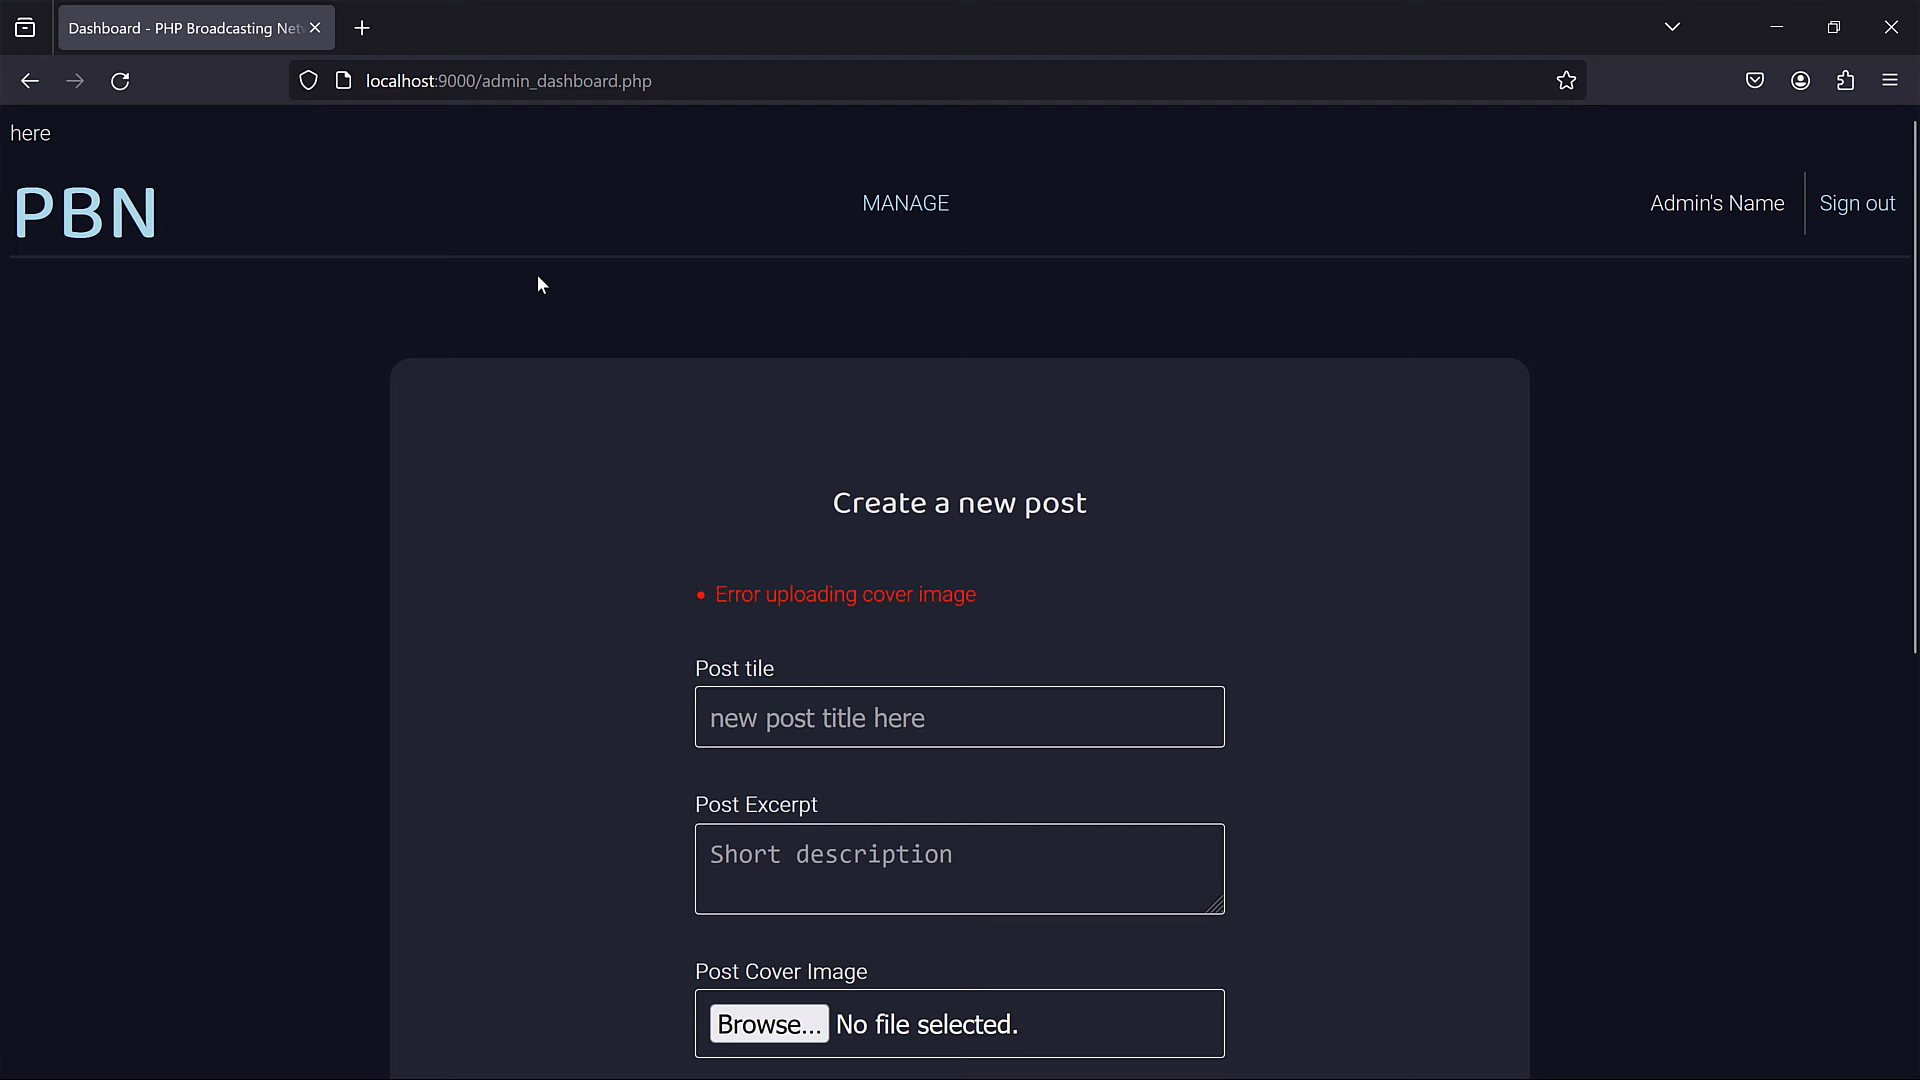 Dashboard - PHP Broadcasting Netw
localhost:9000/admin_dashboard.php
here
PBN
MANAGE
Admin's Name
Sign out
Create a new post
• Error uploading cover image
Post tile
new post title here
Post Excerpt
Short description
Post Cover Image
Browse... No file selected.